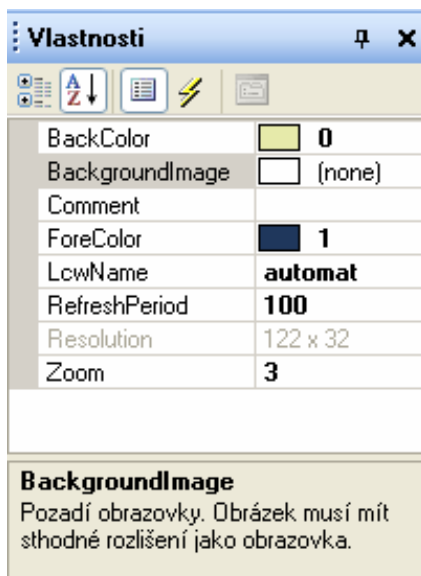 Vlastnosti
BackColor 0
BackgroundImage (none)
Comment
ForeColor 1
LcwName automat
RefreshPeriod 100
Resolution 122 x 32
Zoom 3
BackgroundImage
Pozadí obrazovky. Obrázek musí mít
sthodné rozlišení jako obrazovka.